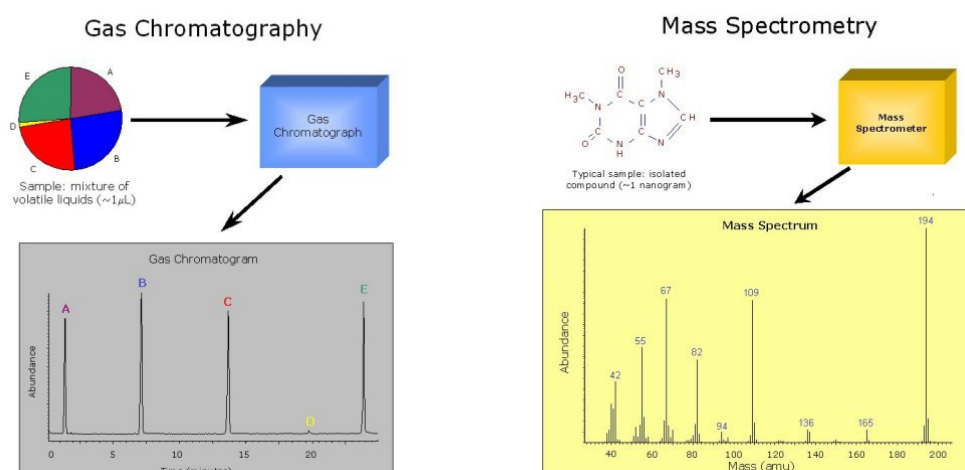 Gas Chromatography
E
A
D
C
B
Gas
Chromatograph
Sample: mixture of
volatile liquids (~1μL)
Gas Chromatogram
A
B
C
D
E
Abundance
0
5
10
15
20
Time (minutes)
Mass Spectrometry
O
CH3
H3C
N
N
C
C
C
CH
O
C
C
N
H
N
Mass
Spectrometer
Typical sample: isolated
compound (~1 nanogram)
Mass Spectrum
194
67
109
55
82
42
94
136
165
Abundance
40
60
80
100
120
140
160
180
200
Mass (amu)